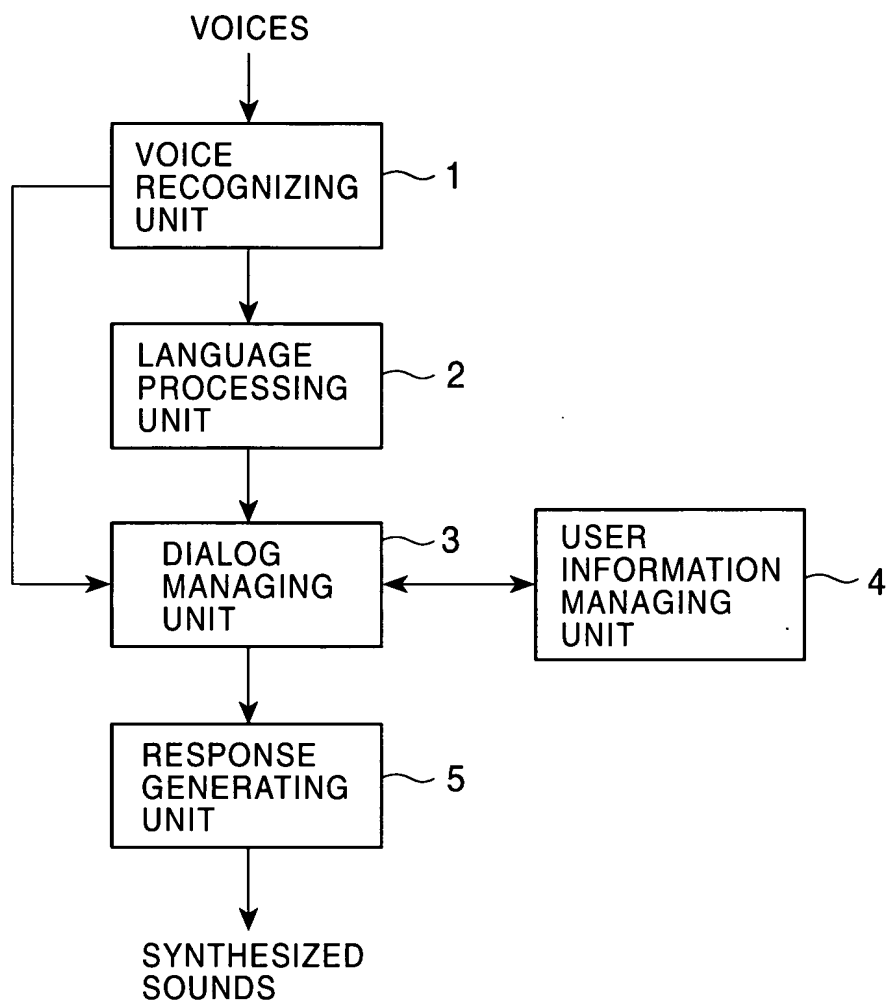 VOICES
VOICE
RECOGNIZING
UNIT
1
LANGUAGE
PROCESSING
UNIT
2
DIALOG
MANAGING
UNIT
3
USER
INFORMATION
MANAGING
UNIT
4
RESPONSE
GENERATING
UNIT
5
SYNTHESIZED
SOUNDS